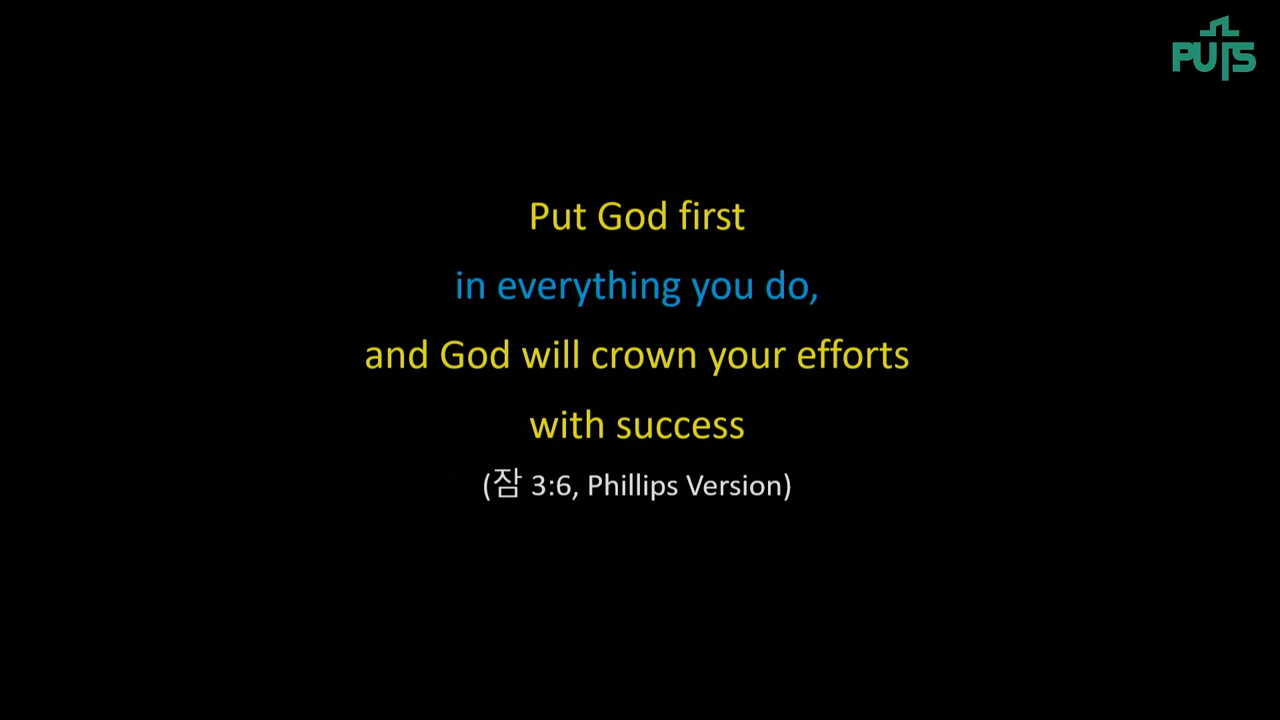 PUTS
Put God first
in everything you do,
and God will crown your efforts
with success
(잠 3:6, Phillips Version)